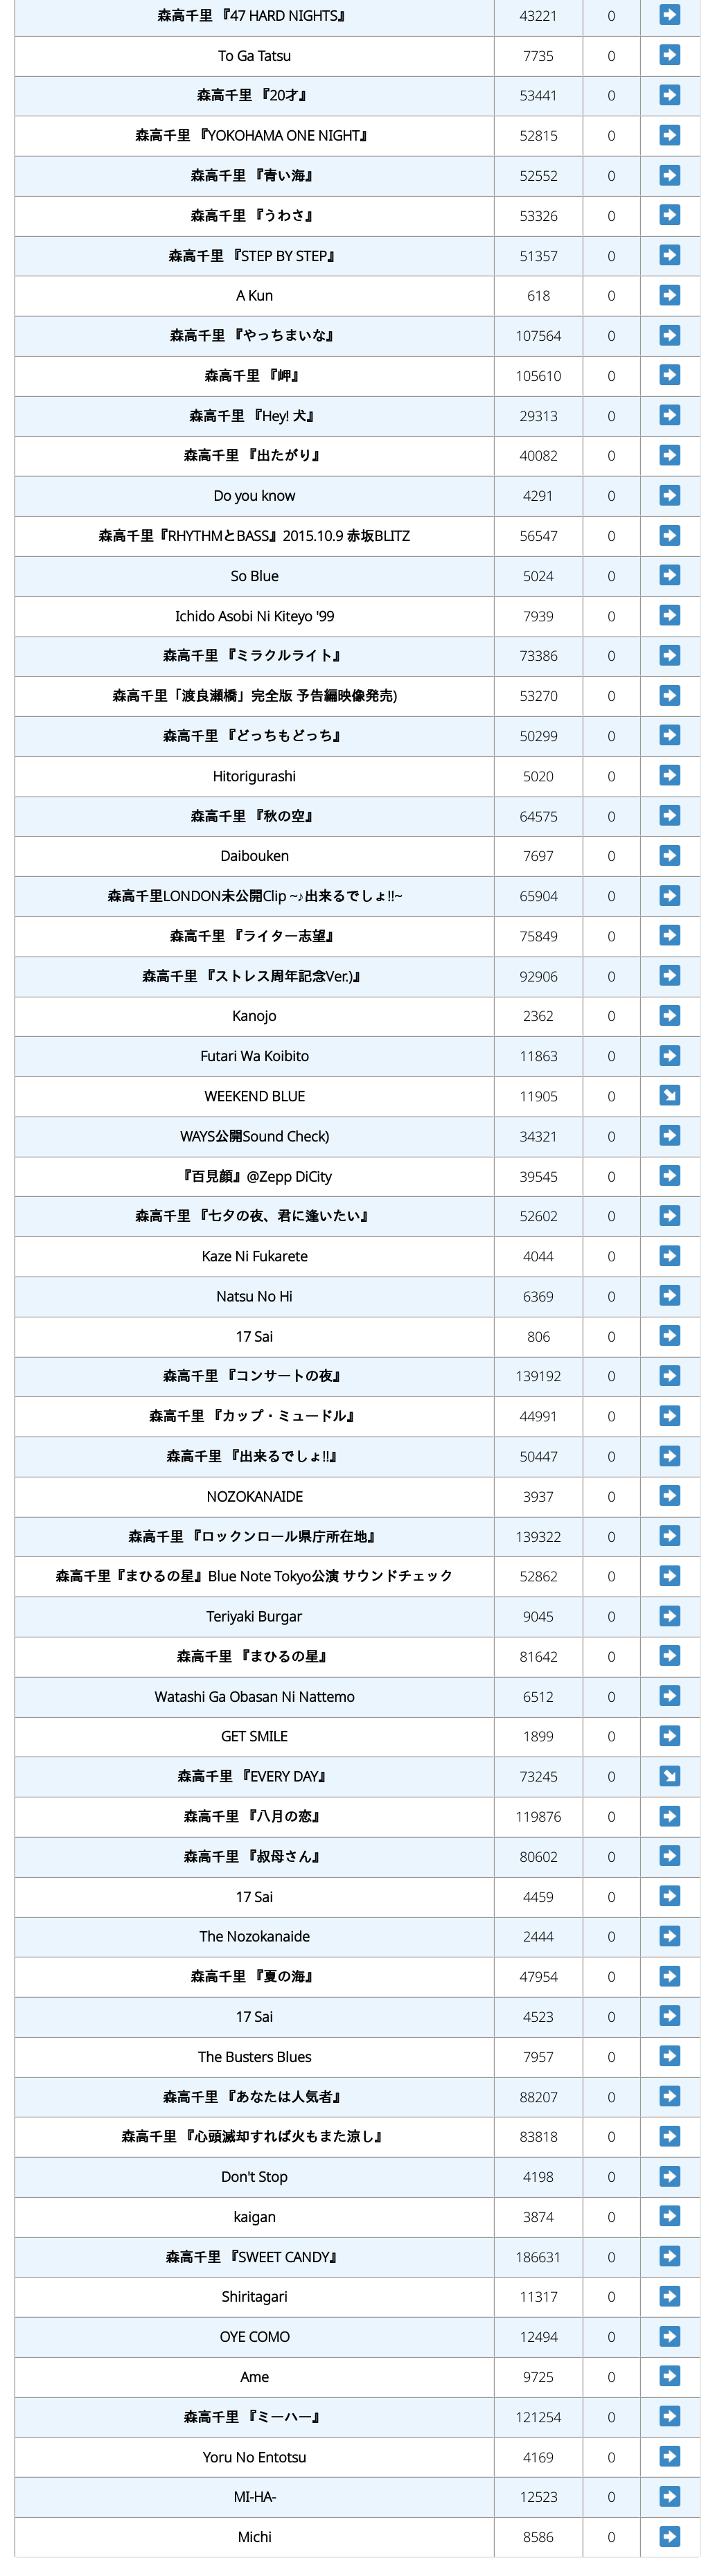 森高千里 『47 HARD NIGHTS』 43221 0
To Ga Tatsu 7735 0
森高千里 『20才』 53441 0
森高千里 『YOKOHAMA ONE NIGHT』 52815 0
森高千里 『青い海』 52552 0
森高千里 『うわさ』 53326 0
森高千里 『STEP BY STEP』 51357 0
A Kun 618 0
森高千里 『やっちまいな』 107564 0
森高千里 『岬』 105610 0
森高千里 『Hey! 犬』 29313 0
森高千里 『出たがり』 40082 0
Do you know 4291 0
森高千里『RHYTHMとBASS』2015.10.9 赤坂BLITZ 56547 0
So Blue 5024 0
Ichido Asobi Ni Kiteyo '99 7939 0
森高千里 『ミラクルライト』 73386 0
森高千里「渡良瀬橋」完全版 予告編映像発売) 53270 0
森高千里 『どっちもどっち』 50299 0
Hitorigurashi 5020 0
森高千里 『秋の空』 64575 0
Daibouken 7697 0
森高千里LONDON未公開Clip ~♪出来るでしょ!!~ 65904 0
森高千里 『ライター志望』 75849 0
森高千里 『ストレス周年記念Ver.)』 92906 0
Kanojo 2362 0
Futari Wa Koibito 11863 0
WEEKEND BLUE 11905 0
WAYS公開Sound Check) 34321 0
『百見顔』@Zepp DiCity 39545 0
森高千里 『七夕の夜、君に逢いたい』 52602 0
Kaze Ni Fukarete 4044 0
Natsu No Hi 6369 0
17 Sai 806 0
森高千里 『コンサートの夜』 139192 0
森高千里 『カップ・ミュードル』 44991 0
森高千里 『出来るでしょ!!』 50447 0
NOZOKANAIDE 3937 0
森高千里 『ロックンロール県庁所在地』 139322 0
森高千里『まひるの星』Blue Note Tokyo公演 サウンドチェック 52862 0
Teriyaki Burgar 9045 0
森高千里 『まひるの星』 81642 0
Watashi Ga Obasan Ni Nattemo 6512 0
GET SMILE 1899 0
森高千里 『EVERY DAY』 73245 0
森高千里 『八月の恋』 119876 0
森高千里 『叔母さん』 80602 0
17 Sai 4459 0
The Nozokanaide 2444 0
森高千里 『夏の海』 47954 0
17 Sai 4523 0
The Busters Blues 7957 0
森高千里 『あなたは人気者』 88207 0
森高千里 『心頭滅却すれば火もまた涼し』 83818 0
Don't Stop 4198 0
kaigan 3874 0
森高千里 『SWEET CANDY』 186631 0
Shiritagari 11317 0
OYE COMO 12494 0
Ame 9725 0
森高千里 『ミーハー』 121254 0
Yoru No Entotsu 4169 0
MI-HA- 12523 0
Michi 8586 0